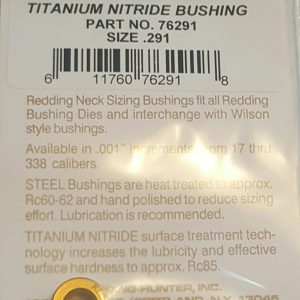 TITANIUM NITRIDE BUSHING
PART NO. 76291
SIZE .291
6 11760 76291 8
Redding Neck Sizing Bushings fit all Redding
Bushing Dies and interchange with Wilson
style bushings.
Available in .001" increments from 17 thru
338 calibers.
STEEL Bushings are heat treated to approx.
Rc60-62 and hand polished to reduce sizing
effort. Lubrication is recommended.
TITANIUM NITRIDE surface treatment tech-
nology increases the lubricity and effective
surface hardness to approx. Rc85.
HUNTER, INC.
N.Y. 13045